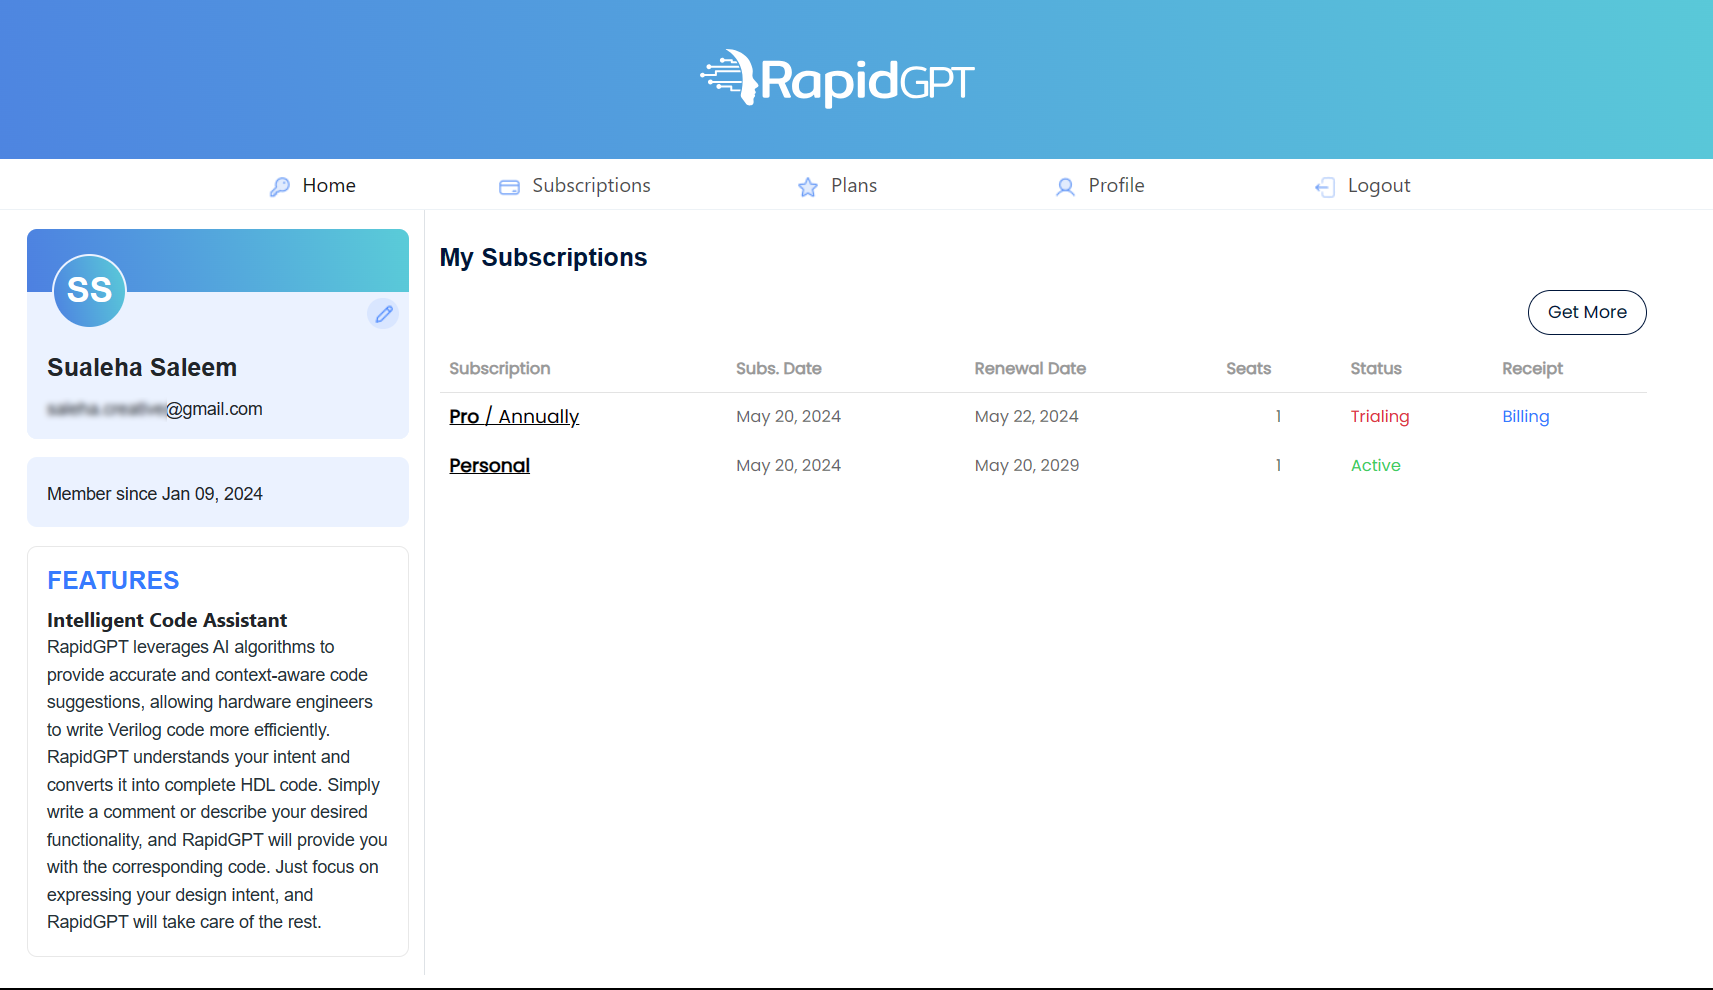 RapidGPT
Home Subscriptions Plans Profile Logout
SS
Sualeha Saleem
@gmail.com
Member since Jan 09, 2024
FEATURES
Intelligent Code Assistant
RapidGPT leverages AI algorithms to
provide accurate and context-aware code
suggestions, allowing hardware engineers
to write Verilog code more efficiently.
RapidGPT understands your intent and
converts it into complete HDL code. Simply
write a comment or describe your desired
functionality, and RapidGPT will provide you
with the corresponding code. Just focus on
expressing your design intent, and
RapidGPT will take care of the rest.
My Subscriptions
Get More
Subscription Subs. Date Renewal Date Seats Status Receipt
Pro / Annually May 20, 2024 May 22, 2024 1 Trialing Billing
Personal May 20, 2024 May 20, 2029 1 Active